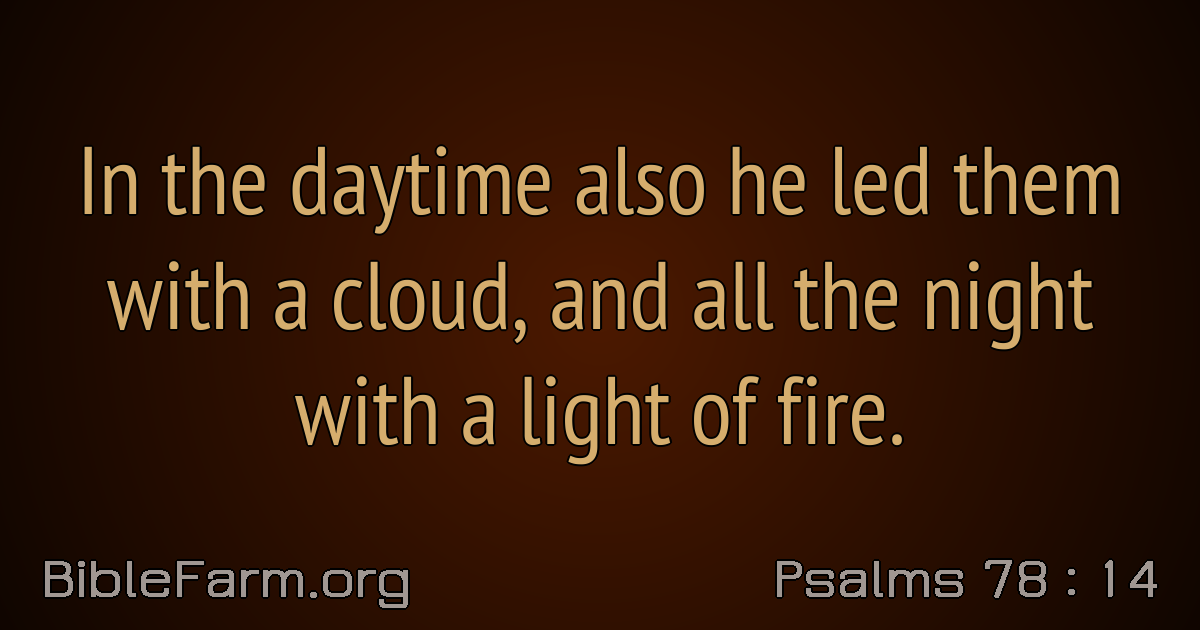 In the daytime also he led them
with a cloud, and all the night
with a light of fire.
BibleFarm.org
Psalms 78 : 14